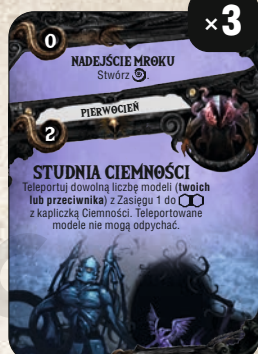 ×3
0
NADEJŚCIE MROKU
Stwórz
PIERWOCIEŃ
2
STUDNIA CIEMNOŚCI
Teleportuj dowolną liczbę modeli (twoich
lub przeciwnika) z Zasięgu 1 do
z kapliczką Ciemności. Teleportowane
modele nie mogą odpychać.